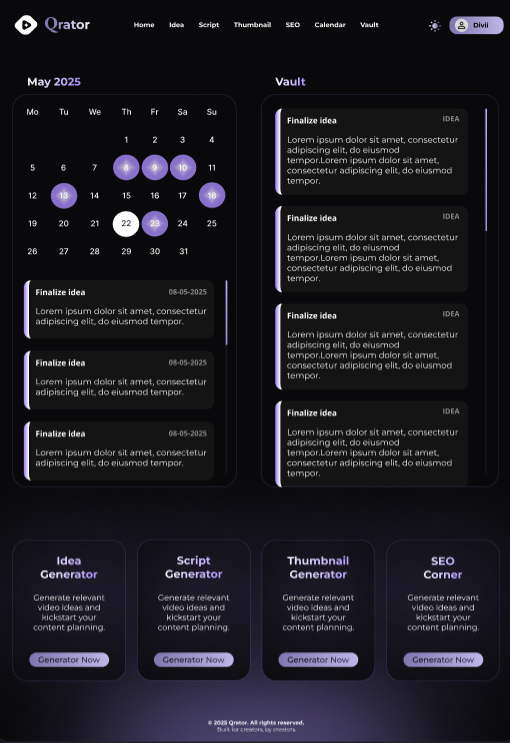 Qrator
Home Idea Script Thumbnail SEO Calendar Vault
Divii
May 2025
Mo Tu We Th Fr Sa Su
1 2 3 4
5 6 7 8 9 10 11
12 13 14 15 16 17 18
19 20 21 22 23 24 25
26 27 28 29 30 31
Finalize idea 08-05-2025
Lorem ipsum dolor sit amet, consectetur
adipiscing elit, do eiusmod tempor.
Finalize idea 08-05-2025
Lorem ipsum dolor sit amet, consectetur
adipiscing elit, do eiusmod tempor.
Finalize idea 08-05-2025
Lorem ipsum dolor sit amet, consectetur
adipiscing elit, do eiusmod tempor.
Vault
Finalize idea IDEA
Lorem ipsum dolor sit amet, consectetur
adipiscing elit, do eiusmod
tempor.Lorem ipsum dolor sit amet,
consectetur adipiscing elit, do eiusmod
tempor.
Finalize idea IDEA
Lorem ipsum dolor sit amet, consectetur
adipiscing elit, do eiusmod
tempor.Lorem ipsum dolor sit amet,
consectetur adipiscing elit, do eiusmod
tempor.
Finalize idea IDEA
Lorem ipsum dolor sit amet, consectetur
adipiscing elit, do eiusmod
tempor.Lorem ipsum dolor sit amet,
consectetur adipiscing elit, do eiusmod
tempor.
Finalize idea IDEA
Lorem ipsum dolor sit amet, consectetur
adipiscing elit, do eiusmod
tempor.Lorem ipsum dolor sit amet,
consectetur adipiscing elit, do eiusmod
tempor.
Idea
Generator
Generate relevant
video ideas and
kickstart your
content planning.
Generator Now
Script
Generator
Generate relevant
video ideas and
kickstart your
content planning.
Generator Now
Thumbnail
Generator
Generate relevant
video ideas and
kickstart your
content planning.
Generator Now
SEO
Corner
Generate relevant
video ideas and
kickstart your
content planning.
Generator Now
© 2025 Qrator. All rights reserved.
Built for creators, by creators.